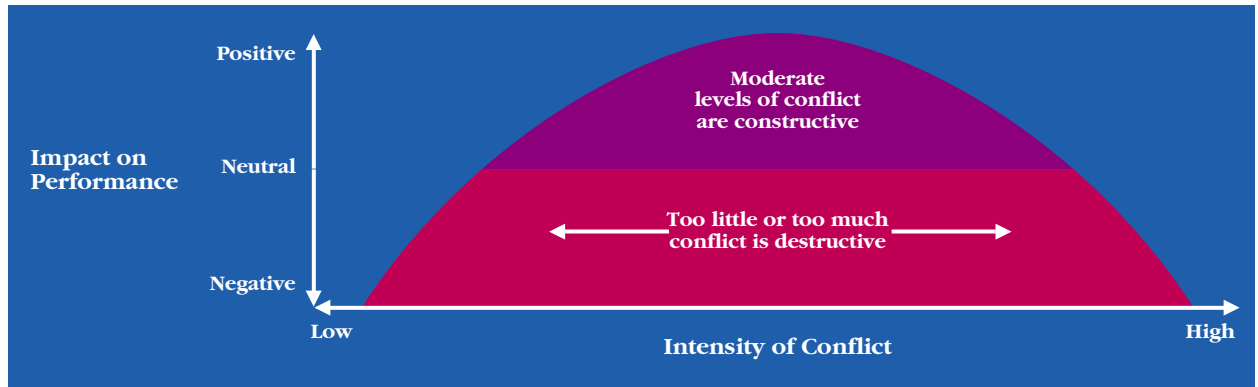 Positive
Moderate
levels of conflict
are constructive
Impact on
Performance
Neutral
Too little or too much
conflict is destructive
Negative
Low
High
Intensity of Conflict